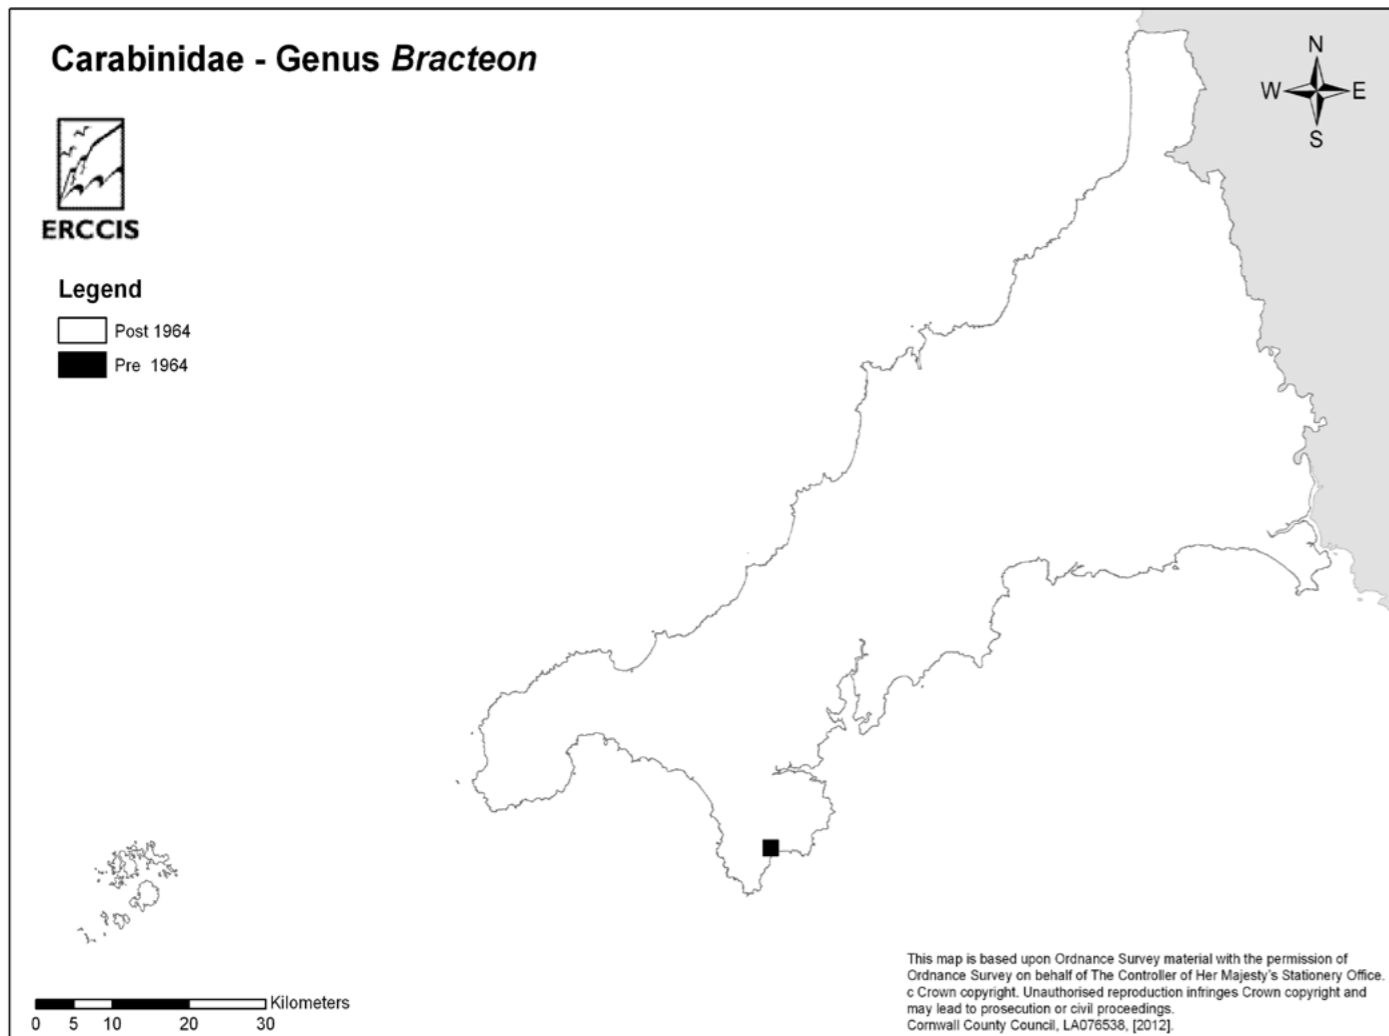 Carabinidae - Genus Bracteon
N
W E
S
ERCCIS
Legend
Post 1964
Pre 1964
This map is based upon Ordnance Survey material with the permission of
Ordnance Survey on behalf of The Controller of Her Majesty's Stationery Office.
c Crown copyright. Unauthorised reproduction infringes Crown copyright and
may lead to prosecution or civil proceedings.
Cornwall County Council, LA076538, [2012].
Kilometers
0 5 10 20 30